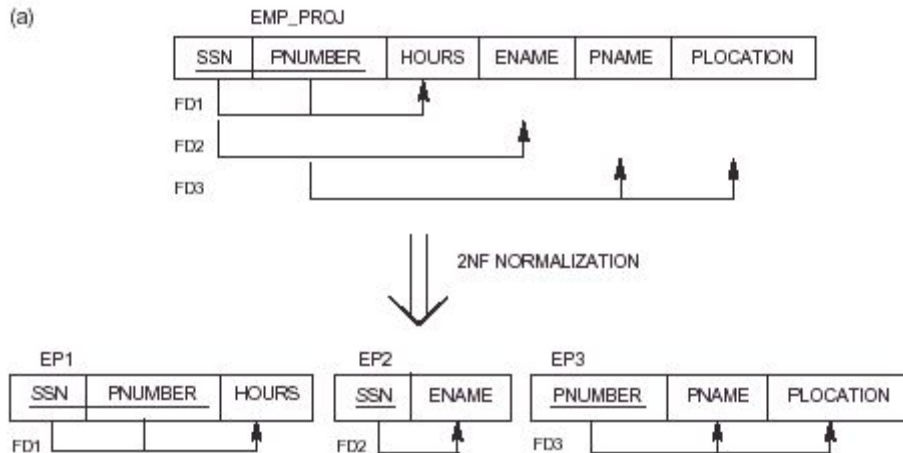 (a)
EMP_PROJ
SSN PNUMBER HOURS ENAME PNAME PLOCATION
FD1
FD2
FD3
2NF NORMALIZATION
EP1 EP2 EP3
SSN PNUMBER HOURS SSN ENAME PNUMBER PNAME PLOCATION
FD1 FD2 FD3